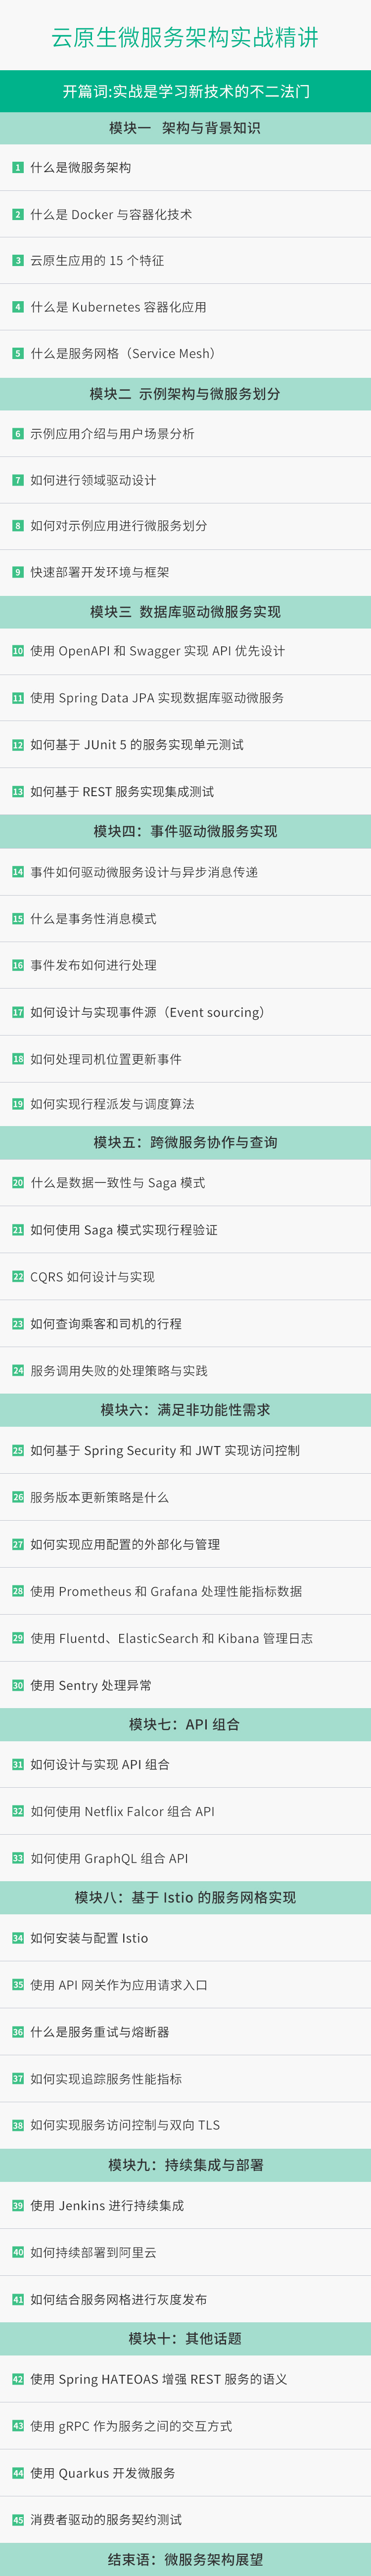 云原生微服务架构实战精讲
开篇词:实战是学习新技术的不二法门
模块一 架构与背景知识
1 什么是微服务架构
2 什么是 Docker 与容器化技术
3 云原生应用的 15 个特征
4 什么是 Kubernetes 容器化应用
5 什么是服务网格（Service Mesh）
模块二 示例架构与微服务划分
6 示例应用介绍与用户场景分析
7 如何进行领域驱动设计
8 如何对示例应用进行微服务划分
9 快速部署开发环境与框架
模块三 数据库驱动微服务实现
10 使用 OpenAPI 和 Swagger 实现 API 优先设计
11 使用 Spring Data JPA 实现数据库驱动微服务
12 如何基于 JUnit 5 的服务实现单元测试
13 如何基于 REST 服务实现集成测试
模块四：事件驱动微服务实现
14 事件如何驱动微服务设计与异步消息传递
15 什么是事务性消息模式
16 事件发布如何进行处理
17 如何设计与实现事件源（Event sourcing）
18 如何处理司机位置更新事件
19 如何实现行程派发与调度算法
模块五：跨微服务协作与查询
20 什么是数据一致性与 Saga 模式
21 如何使用 Saga 模式实现行程验证
22 CQRS 如何设计与实现
23 如何查询乘客和司机的行程
24 服务调用失败的处理策略与实践
模块六：满足非功能性需求
25 如何基于 Spring Security 和 JWT 实现访问控制
26 服务版本更新策略是什么
27 如何实现应用配置的外部化与管理
28 使用 Prometheus 和 Grafana 处理性能指标数据
29 使用 Fluentd、ElasticSearch 和 Kibana 管理日志
30 使用 Sentry 处理异常
模块七：API 组合
31 如何设计与实现 API 组合
32 如何使用 Netflix Falcor 组合 API
33 如何使用 GraphQL 组合 API
模块八：基于 Istio 的服务网格实现
34 如何安装与配置 Istio
35 使用 API 网关作为应用请求入口
36 什么是服务重试与熔断器
37 如何实现追踪服务性能指标
38 如何实现服务访问控制与双向 TLS
模块九：持续集成与部署
39 使用 Jenkins 进行持续集成
40 如何持续部署到阿里云
41 如何结合服务网格进行灰度发布
模块十：其他话题
42 使用 Spring HATEOAS 增强 REST 服务的语义
43 使用 gRPC 作为服务之间的交互方式
44 使用 Quarkus 开发微服务
45 消费者驱动的服务契约测试
结束语：微服务架构展望